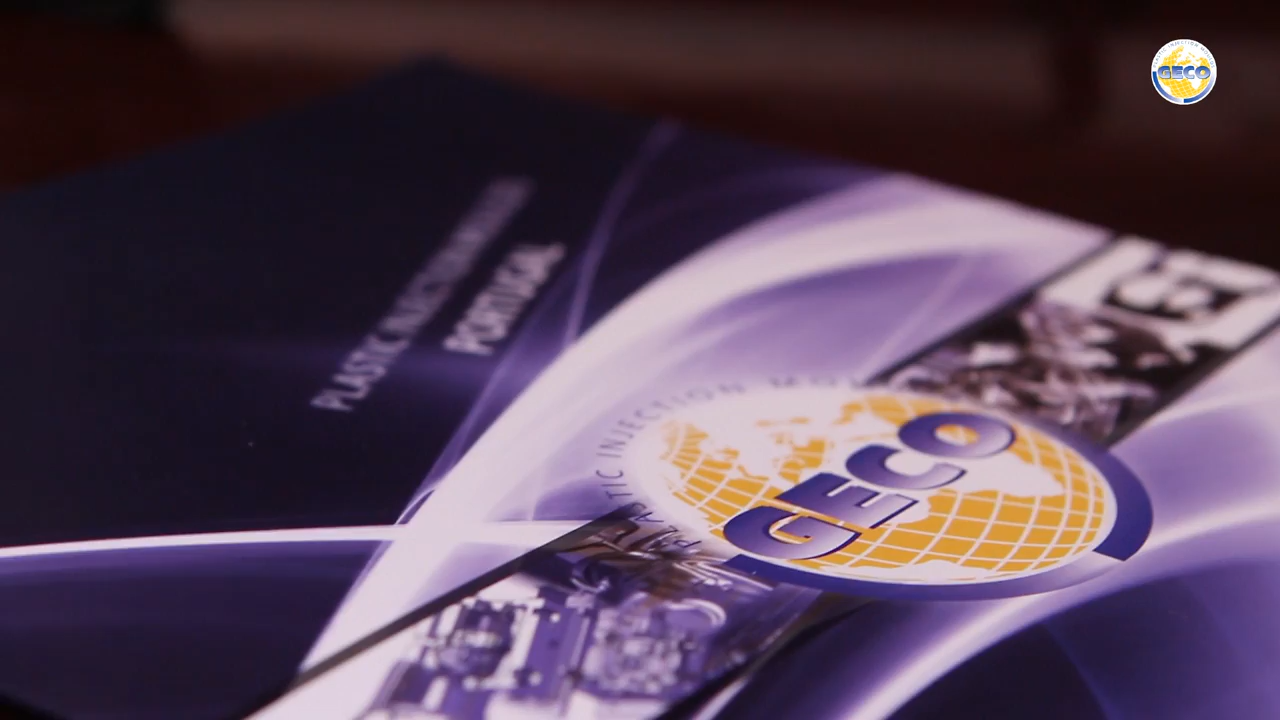 PLASTIC INJECTION MOULDS
PORTUGAL
PLASTIC INJECTION
GECO
GECO